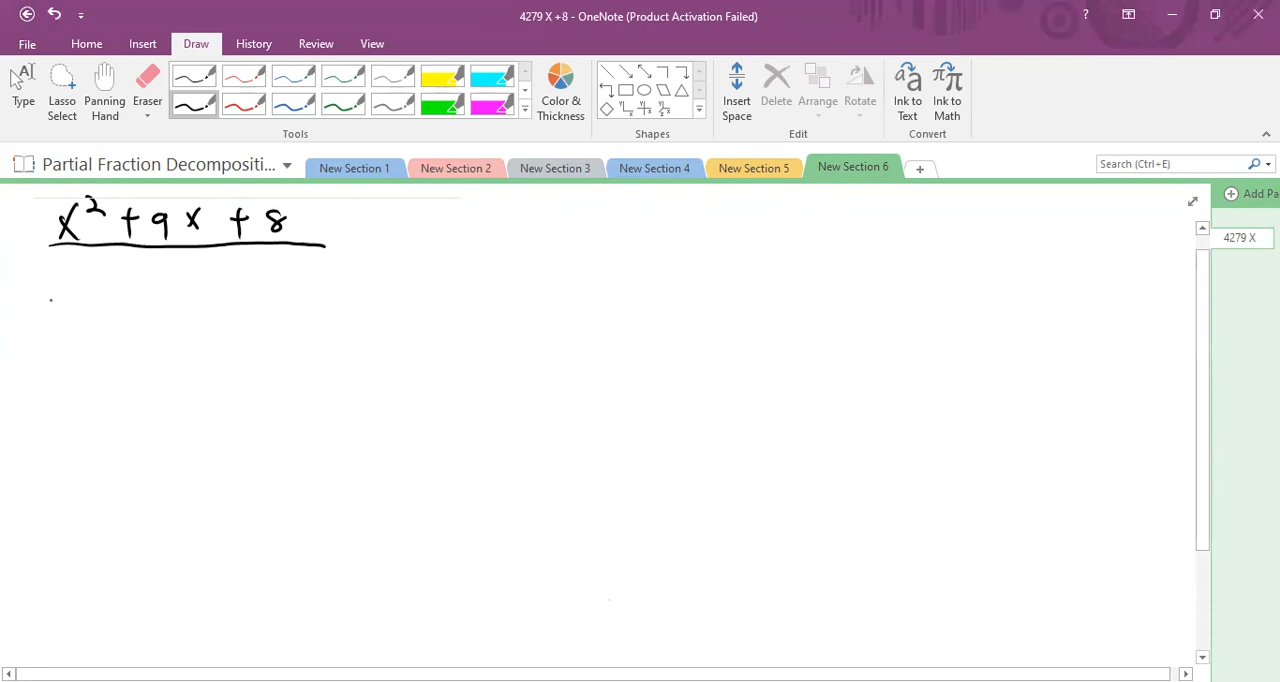 4279 X +8 - OneNote (Product Activation Failed)
?
File Home Insert Draw History Review View
Type
Lasso Select
Panning Hand
Eraser
Color & Thickness
Insert Space
Delete
Arrange
Rotate
Ink to Text
Ink to Math
Tools
Shapes
Edit
Convert
Partial Fraction Decompositi...
New Section 1
New Section 2
New Section 3
New Section 4
New Section 5
New Section 6
+
Search (Ctrl+E)
Add Pa
4279 X
x² + 9x + 8